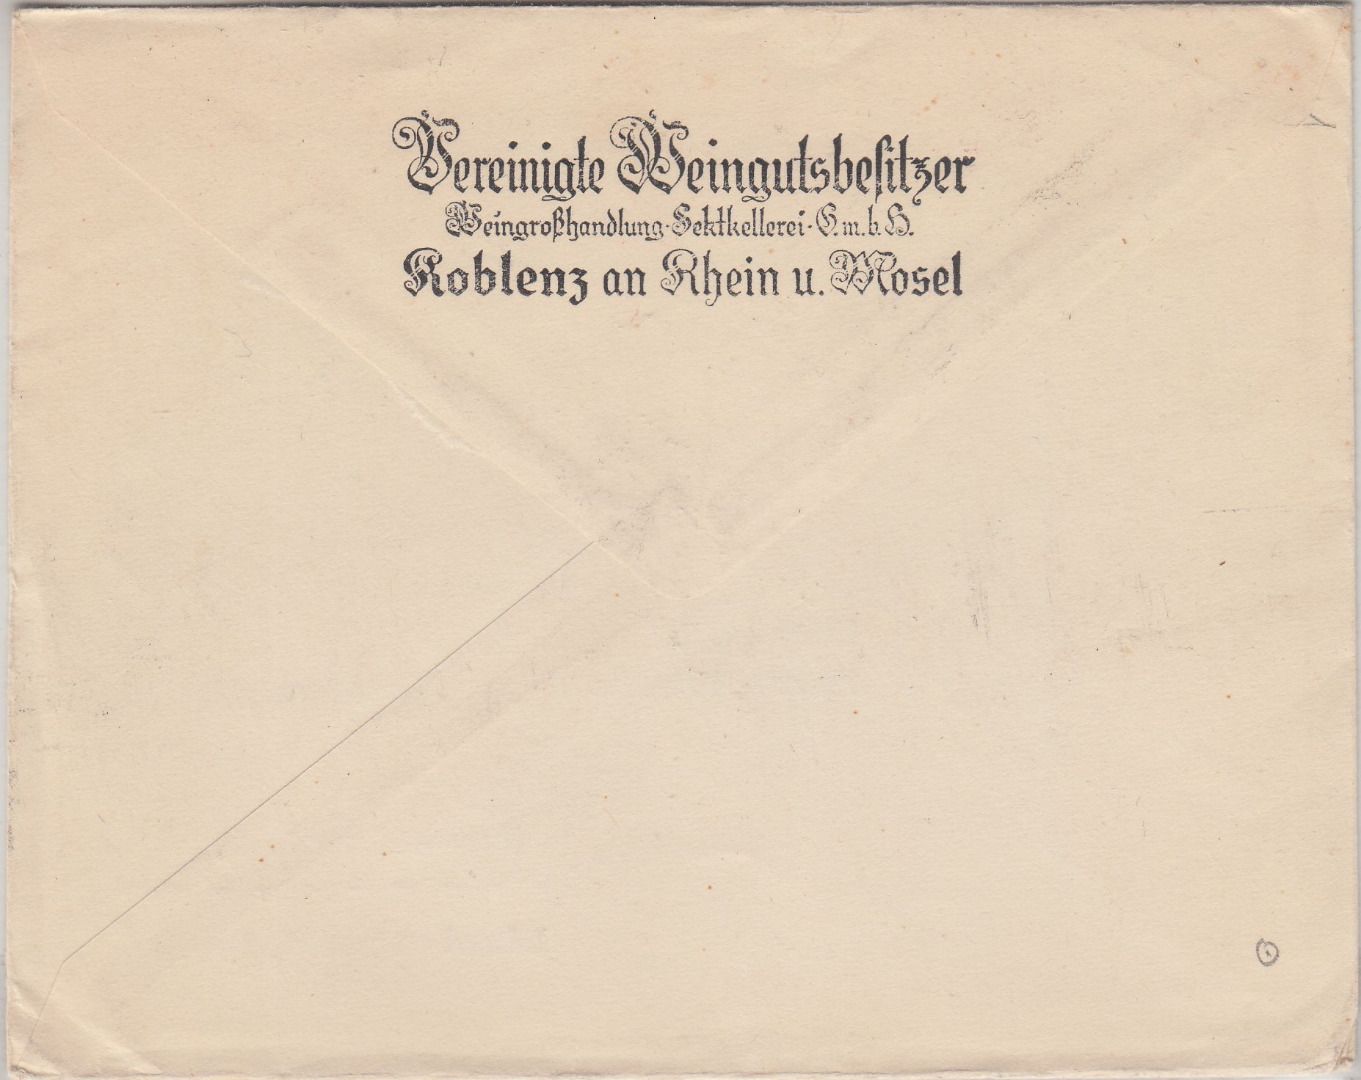 Vereinigte Weingutsbesitzer
Weingroßhandlung·Sektkellerei·G.m.b.H.
Koblenz an Rhein u. Mosel